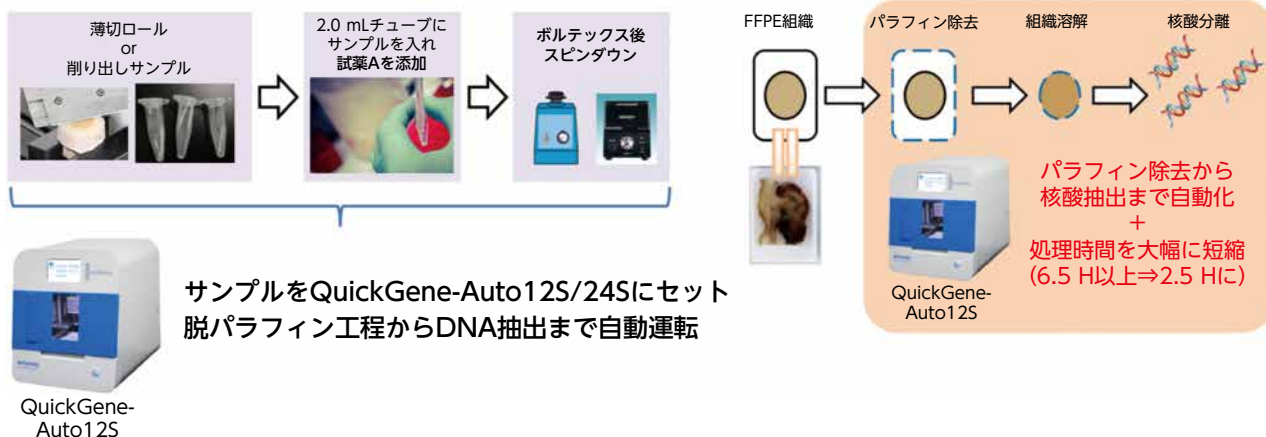 薄切ロール
or
削り出しサンプル
2.0 mLチューブに
サンプルを入れ
試薬Aを添加
ボルテックス後
スピンダウン
サンプルをQuickGene-Auto12S/24Sにセット
脱パラフィン工程からDNA抽出まで自動運転
QuickGene-
Auto12S
FFPE組織
パラフィン除去
組織溶解
核酸分離
パラフィン除去から
核酸抽出まで自動化
+
処理時間を大幅に短縮
(6.5 H以上⇒2.5 Hに)
QuickGene-
Auto12S